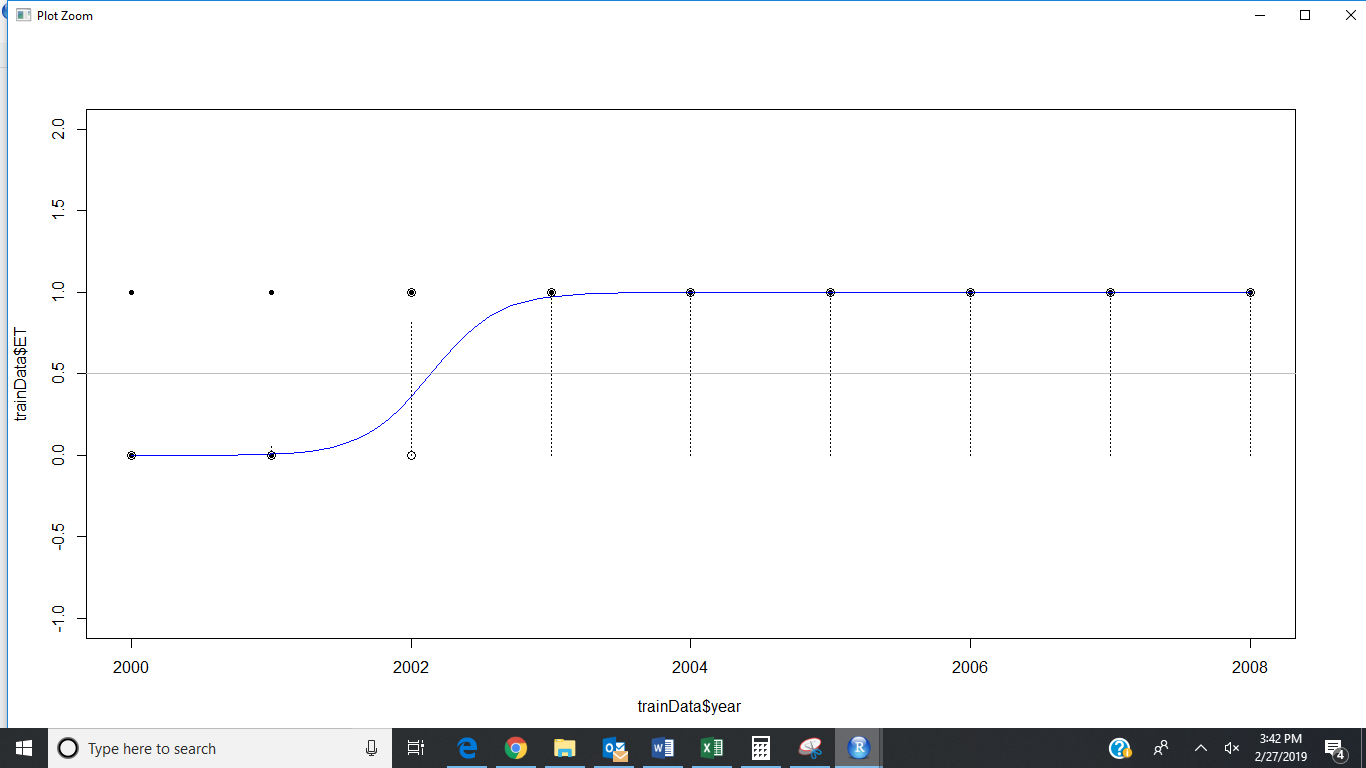 Plot Zoom
2.0
1.5
1.0
0.5
0.0
-0.5
-1.0
trainData$ET
2000 2002 2004 2006 2008
trainData$year
Type here to search
3:42 PM
2/27/2019
4